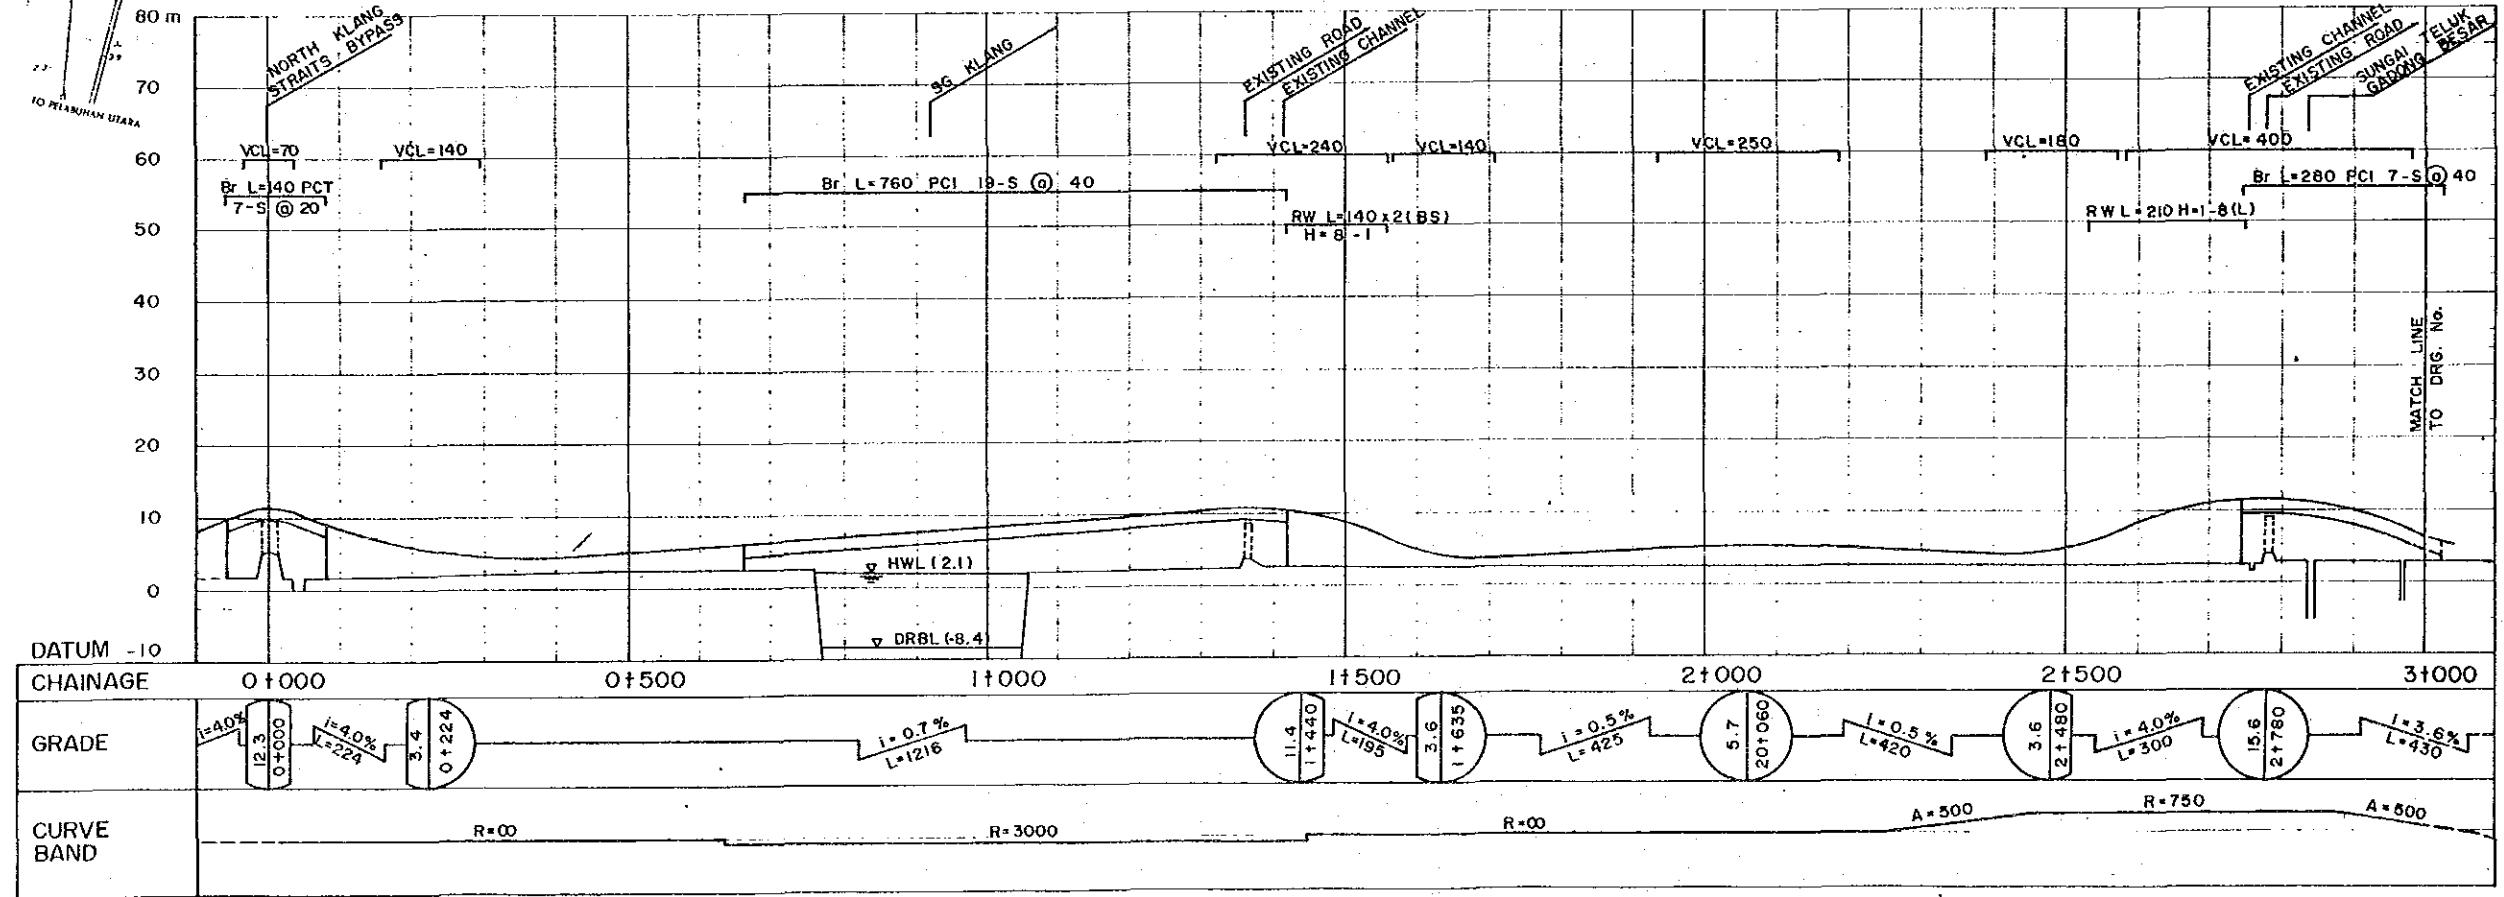 TO PELABUHAN UTARA
80 m
70
60
50
40
30
20
10
0
DATUM -10
NORTH KLANG
STRAITS BYPASS
SG KLANG
EXISTING ROAD
EXISTING CHANNEL
EXISTING CHANNEL
EXISTING ROAD
SUNGAI TELUK
GADONG BESAR
VCL=70
VCL=140
VCL=240
VCL=140
VCL=250
VCL=180
VCL=400
Br L=140 PCT
7-S @ 20
Br L=760 PCI 19-S @ 40
RW L=140 x 2(BS)
H=8-1
Br L=280 PCI 7-S @ 40
RW L=210 H=1-8(L)
MATCH LINE
TO DRG. No.
HWL (2.1)
DRBL (-8.4)
CHAINAGE 0+000 0+500 1+000 1+500 2+000 2+500 3+000
GRADE
i=4.0%
12.3
0+000
i=4.0%
L=224
3.4
0+224
i=0.7%
L=1216
11.4
1+440
i=4.0%
L=195
3.6
1+635
i=0.5%
L=425
5.7
20+060
i=0.5%
L=420
3.6
2+480
i=4.0%
L=300
15.6
2+780
i=3.6%
L=430
CURVE
BAND
R=∞
R=3000
R=∞
A=500
R=750
A=500